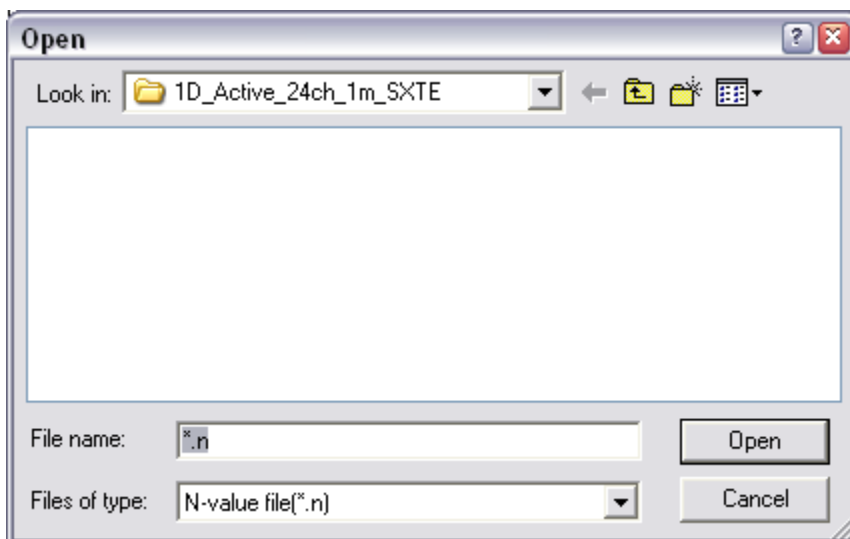 Open
Look in: 1D_Active_24ch_1m_SXTE
File name: *.n Open
Files of type: N-value file(*.n) Cancel